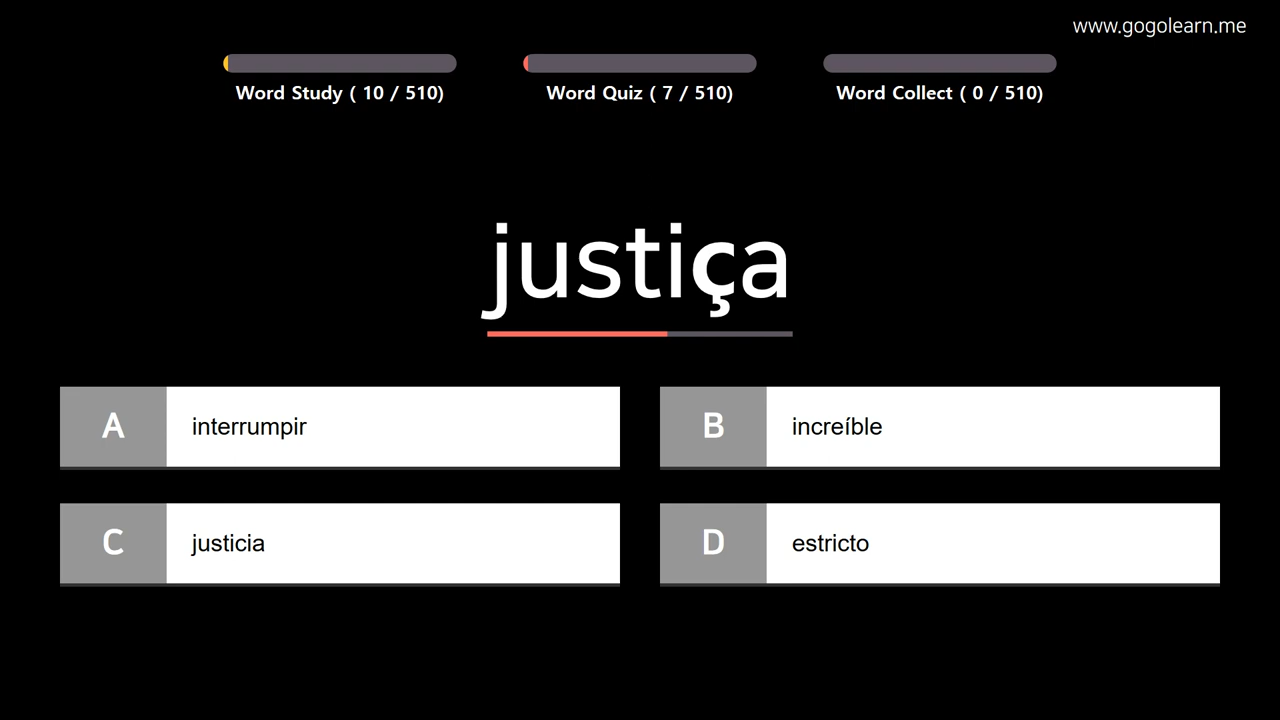 www.gogolearn.me
Word Study ( 10 / 510)
Word Quiz ( 7 / 510)
Word Collect ( 0 / 510)
justiça
A interrumpir
B increíble
C justicia
D estricto